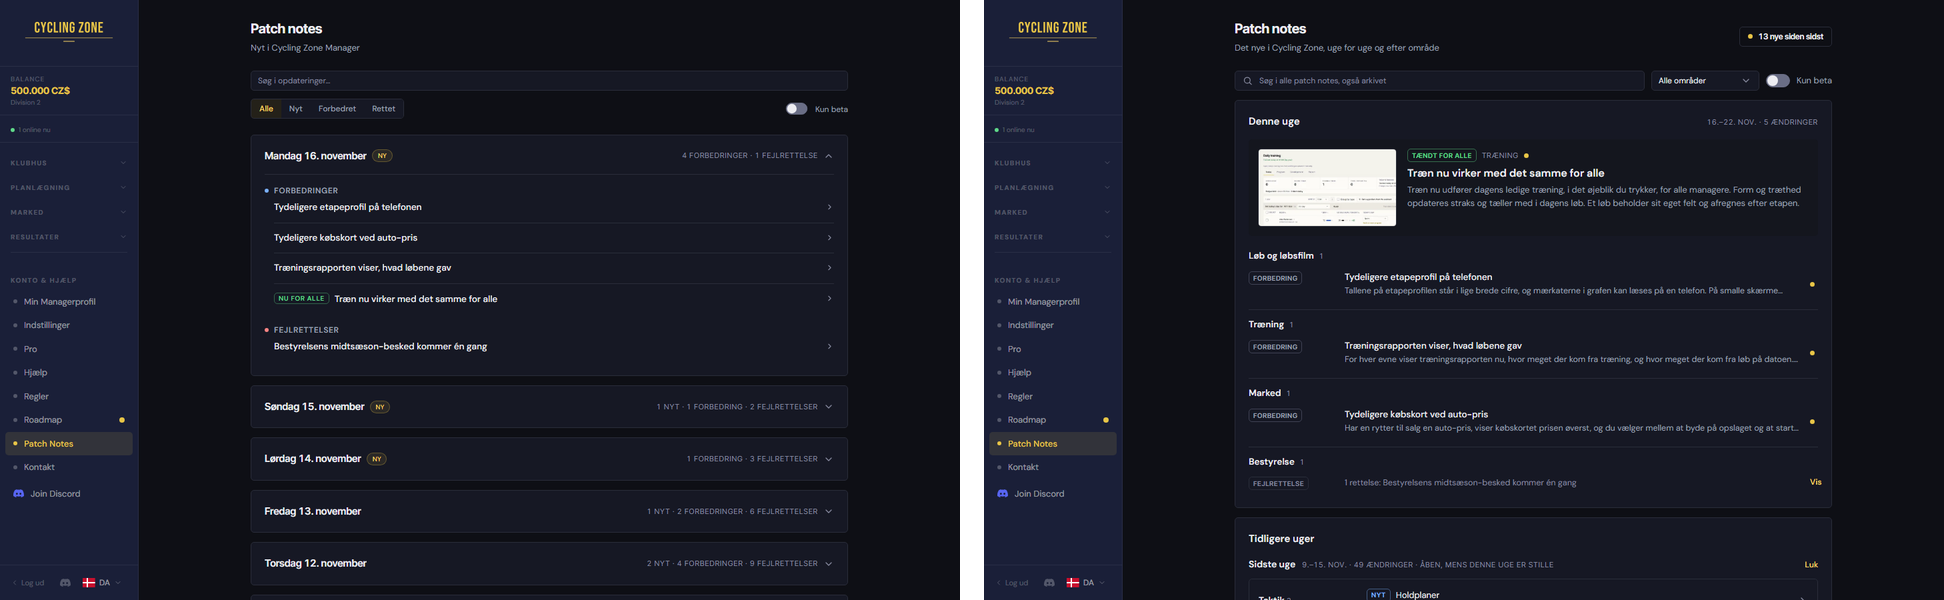 CYCLING ZONE
BALANCE
500.000 CZ$
Division 2
1 online nu
KLUBHUS
PLANLÆGNING
MARKED
RESULTATER
KONTO & HJÆLP
Min Managerprofil
Indstillinger
Pro
Hjælp
Regler
Roadmap
Patch Notes
Kontakt
Join Discord
Log ud
DA
Patch notes
Nyt i Cycling Zone Manager
Søg i opdateringer…
Alle Nyt Forbedret Rettet
Kun beta
Mandag 16. november NY 4 FORBEDRINGER · 1 FEJLRETTELSE
FORBEDRINGER
Tydeligere etapeprofil på telefonen
Tydeligere købskort ved auto-pris
Træningsrapporten viser, hvad løbene gav
NU FOR ALLE Træn nu virker med det samme for alle
FEJLRETTELSER
Bestyrelsens midtsæson-besked kommer én gang
Søndag 15. november NY 1 NYT · 1 FORBEDRING · 2 FEJLRETTELSER
Lørdag 14. november NY 1 FORBEDRING · 3 FEJLRETTELSER
Fredag 13. november 1 NYT · 2 FORBEDRINGER · 6 FEJLRETTELSER
Torsdag 12. november 2 NYT · 4 FORBEDRINGER · 9 FEJLRETTELSER
CYCLING ZONE
BALANCE
500.000 CZ$
Division 2
1 online nu
KLUBHUS
PLANLÆGNING
MARKED
RESULTATER
KONTO & HJÆLP
Min Managerprofil
Indstillinger
Pro
Hjælp
Regler
Roadmap
Patch Notes
Kontakt
Join Discord
Log ud
DA
Patch notes
Det nye i Cycling Zone, uge for uge og efter område
13 nye siden sidst
Søg i alle patch notes, også arkivet
Alle områder
Kun beta
Denne uge 16.–22. NOV. · 5 ÆNDRINGER
TÆNDT FOR ALLE TRÆNING
Træn nu virker med det samme for alle
Træn nu udfører dagens ledige træning, i det øjeblik du trykker, for alle managere. Form og træthed
opdateres straks og tæller med i dagens løb. Et løb beholder sit eget felt og afregnes efter etapen.
Løb og løbsfilm 1
FORBEDRING Tydeligere etapeprofil på telefonen
Tallene på etapeprofilen står i lige brede cifre, og mærkaterne i grafen kan læses på en telefon. På smalle skærme…
Træning 1
FORBEDRING Træningsrapporten viser, hvad løbene gav
For hver evne viser træningsrapporten nu, hvor meget der kom fra træning, og hvor meget der kom fra løb på datoen…
Marked 1
FORBEDRING Tydeligere købskort ved auto-pris
Har en rytter til salg en auto-pris, viser købskortet prisen øverst, og du vælger mellem at byde på opslaget og at start…
Bestyrelse 1
FEJLRETTELSE 1 rettelse: Bestyrelsens midtsæson-besked kommer én gang Vis
Tidligere uger
Sidste uge 9.–15. NOV. · 49 ÆNDRINGER · ÅBEN, MENS DENNE UGE ER STILLE Luk
NYT Holdplaner